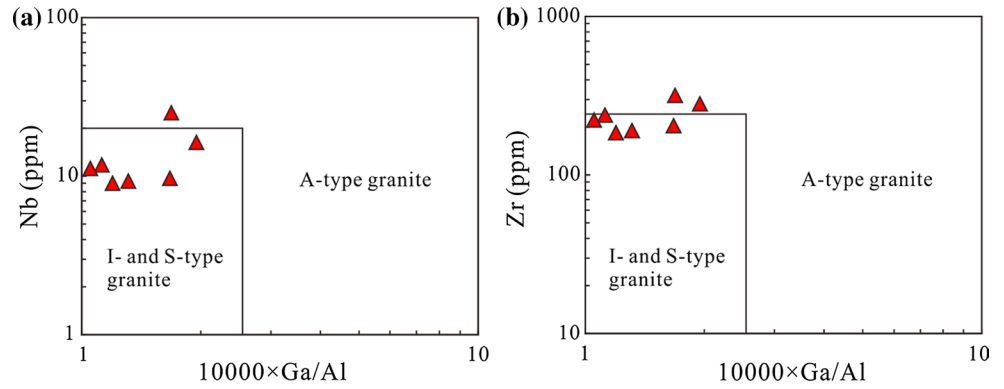 (a)
100
10
1
Nb (ppm)
A-type granite
I- and S-type
granite
1
10
10000×Ga/Al
(b)
1000
100
10
Zr (ppm)
A-type granite
I- and S-type
granite
1
10
10000×Ga/Al